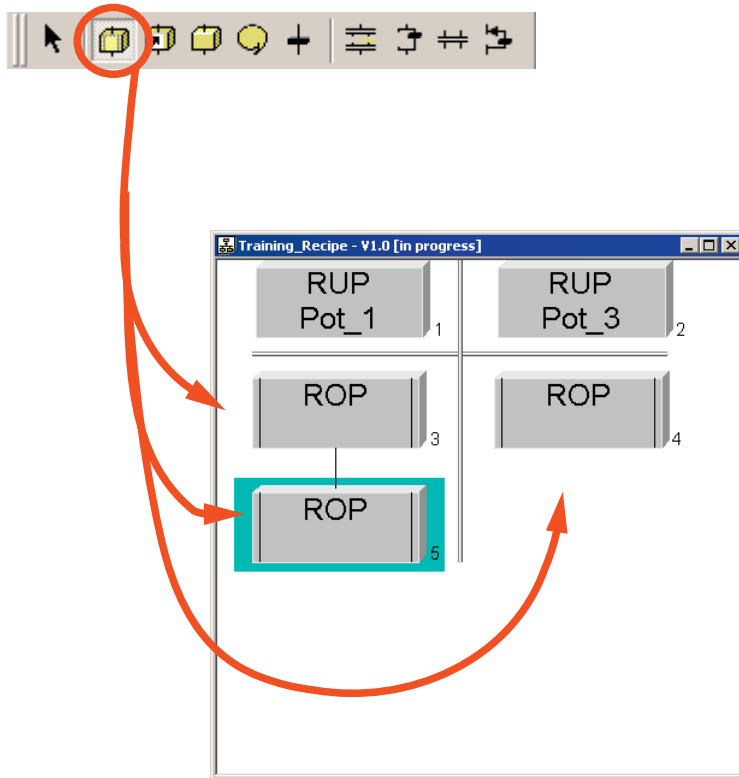 Training_Recipe - V1.0 [in progress]
RUP
Pot_1
1
RUP
Pot_3
2
ROP
3
ROP
4
ROP
5